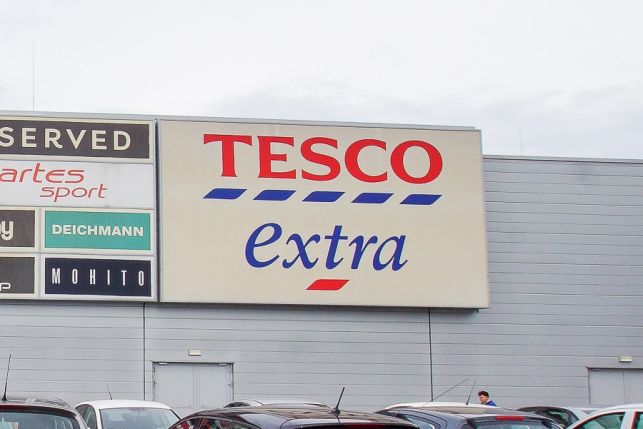 SERVED
artes
sport
DEICHMANN
MOHITO
TESCO
extra